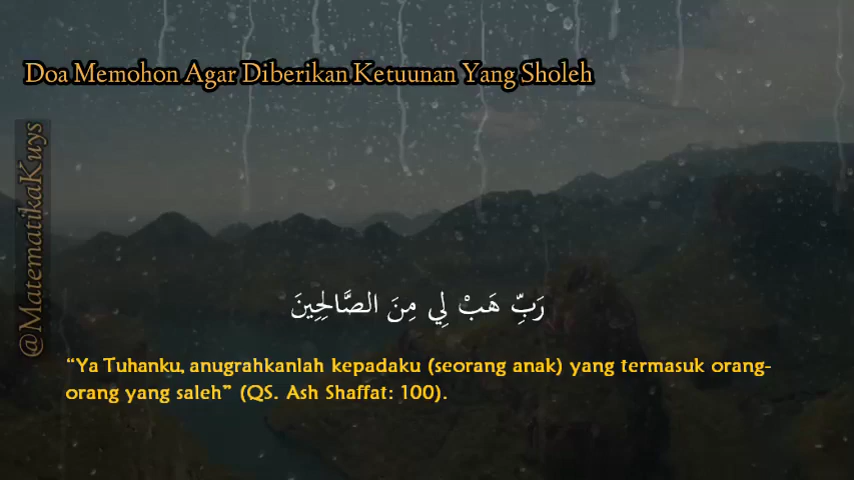 Doa Memohon Agar Diberikan Ketuunan Yang Sholeh
@MatematikaKuys
رَبِّ هَبْ لِي مِنَ الصَّالِحِينَ
“Ya Tuhanku, anugrahkanlah kepadaku (seorang anak) yang termasuk orang-
orang yang saleh” (QS. Ash Shaffat: 100).